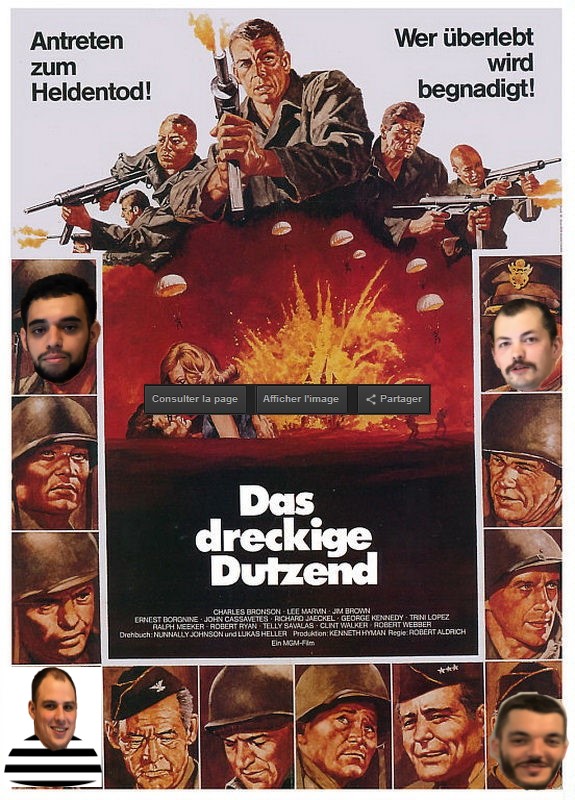 Antreten
zum
Heldentod!
Wer überlebt
wird
begnadigt!
Consulter la page
Afficher l'image
Partager
Das
dreckige
Dutzend
CHARLES BRONSON · LEE MARVIN · JIM BROWN
ERNEST BORGNINE · JOHN CASSAVETES · RICHARD JAECKEL · GEORGE KENNEDY · TRINI LOPEZ
RALPH MEEKER · ROBERT RYAN · TELLY SAVALAS · CLINT WALKER · ROBERT WEBBER
Drehbuch: NUNNALLY JOHNSON und LUKAS HELLER Produktion: KENNETH HYMAN Regie: ROBERT ALDRICH
Ein MGM-Film